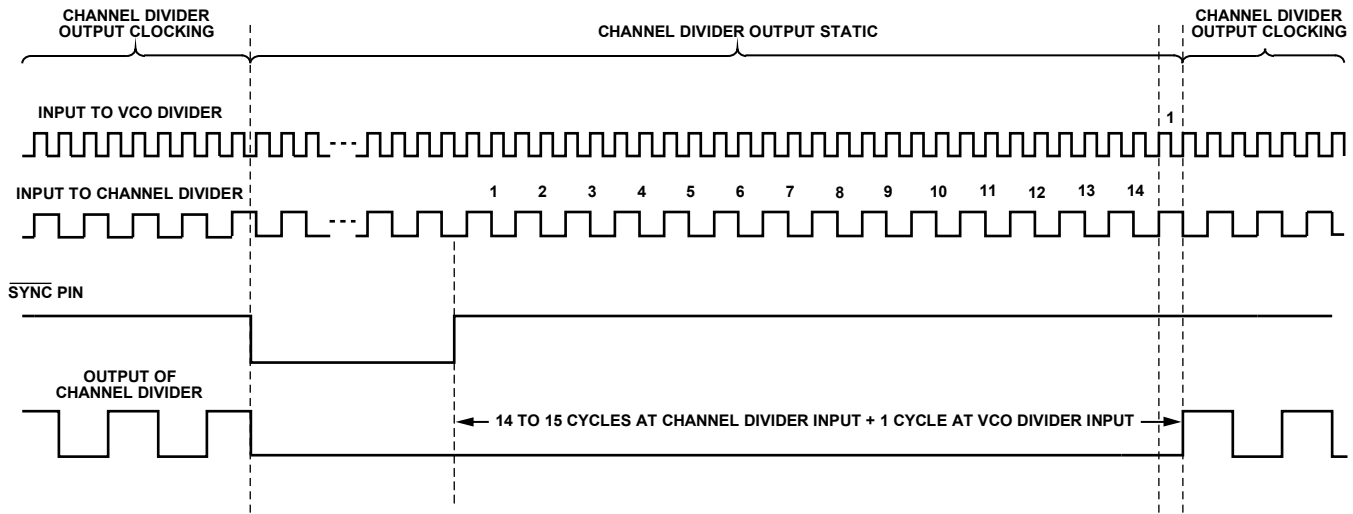 CHANNEL DIVIDER
OUTPUT CLOCKING
CHANNEL DIVIDER OUTPUT STATIC
CHANNEL DIVIDER
OUTPUT CLOCKING
INPUT TO VCO DIVIDER
1
INPUT TO CHANNEL DIVIDER
1 2 3 4 5 6 7 8 9 10 11 12 13 14
SYNC PIN
OUTPUT OF
CHANNEL DIVIDER
14 TO 15 CYCLES AT CHANNEL DIVIDER INPUT + 1 CYCLE AT VCO DIVIDER INPUT